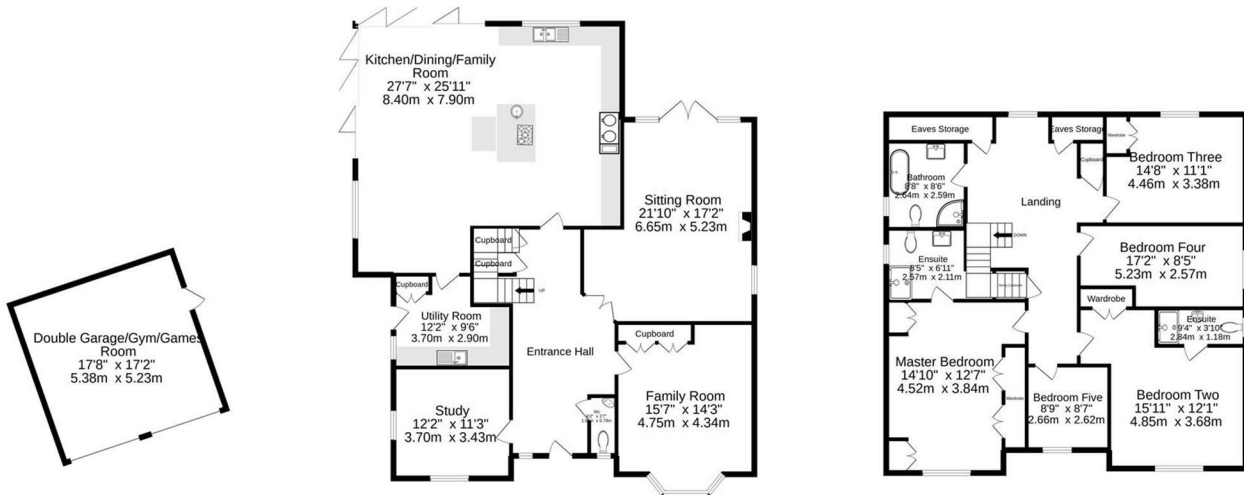 Double Garage/Gym/Games
Room
17'8" x 17'2"
5.38m x 5.23m
Kitchen/Dining/Family
Room
27'7" x 25'11"
8.40m x 7.90m
Sitting Room
21'10" x 17'2"
6.65m x 5.23m
Cupboard
Cupboard
UP
Cupboard
Utility Room
12'2" x 9'6"
3.70m x 2.90m
Entrance Hall
Cupboard
Study
12'2" x 11'3"
3.70m x 3.43m
Family Room
15'7" x 14'3"
4.75m x 4.34m
Eaves Storage
Eaves Storage
Wardrobe
Cupboard
Bedroom Three
14'8" x 11'1"
4.46m x 3.38m
Bathroom
8'8" x 8'6"
2.64m x 2.59m
Landing
DOWN
Ensuite
8'5" x 6'11"
2.57m x 2.11m
Bedroom Four
17'2" x 8'5"
5.23m x 2.57m
Wardrobe
Ensuite
9'4" x 3'10"
2.84m x 1.18m
Master Bedroom
14'10" x 12'7"
4.52m x 3.84m
Wardrobe
Bedroom Five
8'9" x 8'7"
2.66m x 2.62m
Bedroom Two
15'11" x 12'1"
4.85m x 3.68m